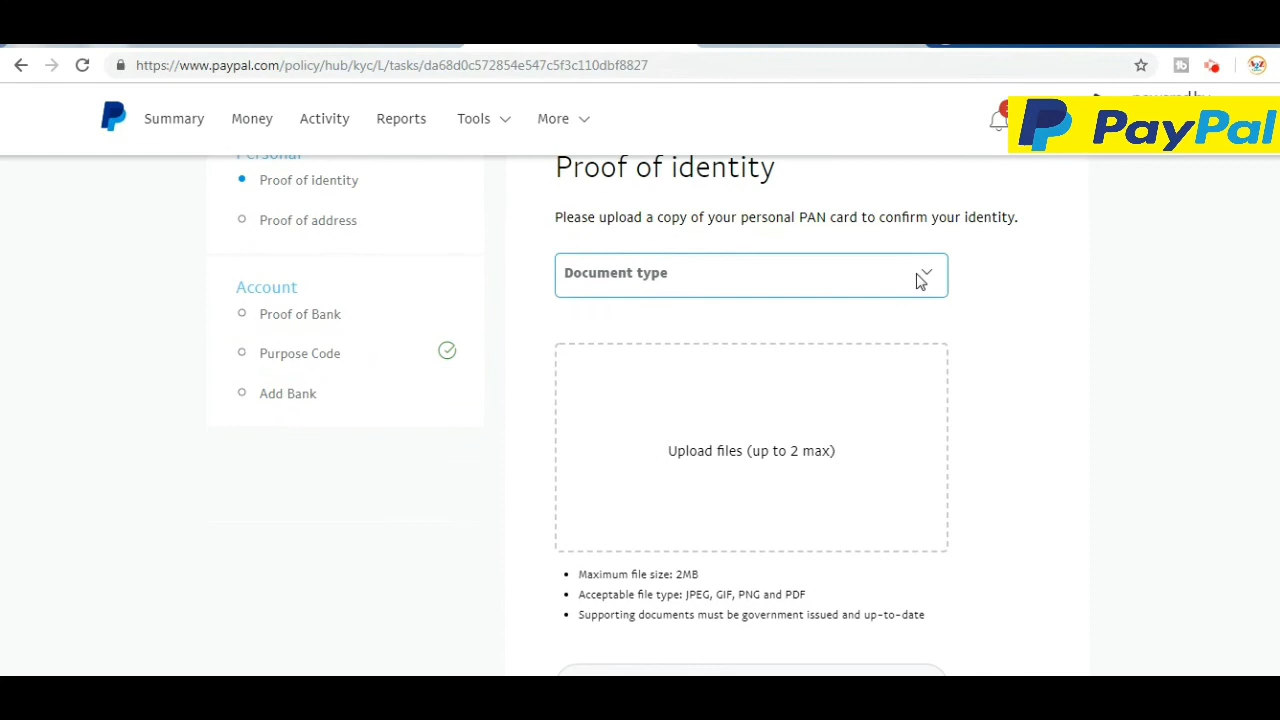 https://www.paypal.com/policy/hub/kyc/L/tasks/da68d0c572854e547c5f3c110dbf8827
Summary
Money
Activity
Reports
Tools
More
PayPal
Personal
Proof of identity
Proof of address
Account
Proof of Bank
Purpose Code
Add Bank
Proof of identity
Please upload a copy of your personal PAN card to confirm your identity.
Document type
Upload files (up to 2 max)
Maximum file size: 2MB
Acceptable file type: JPEG, GIF, PNG and PDF
Supporting documents must be government issued and up-to-date